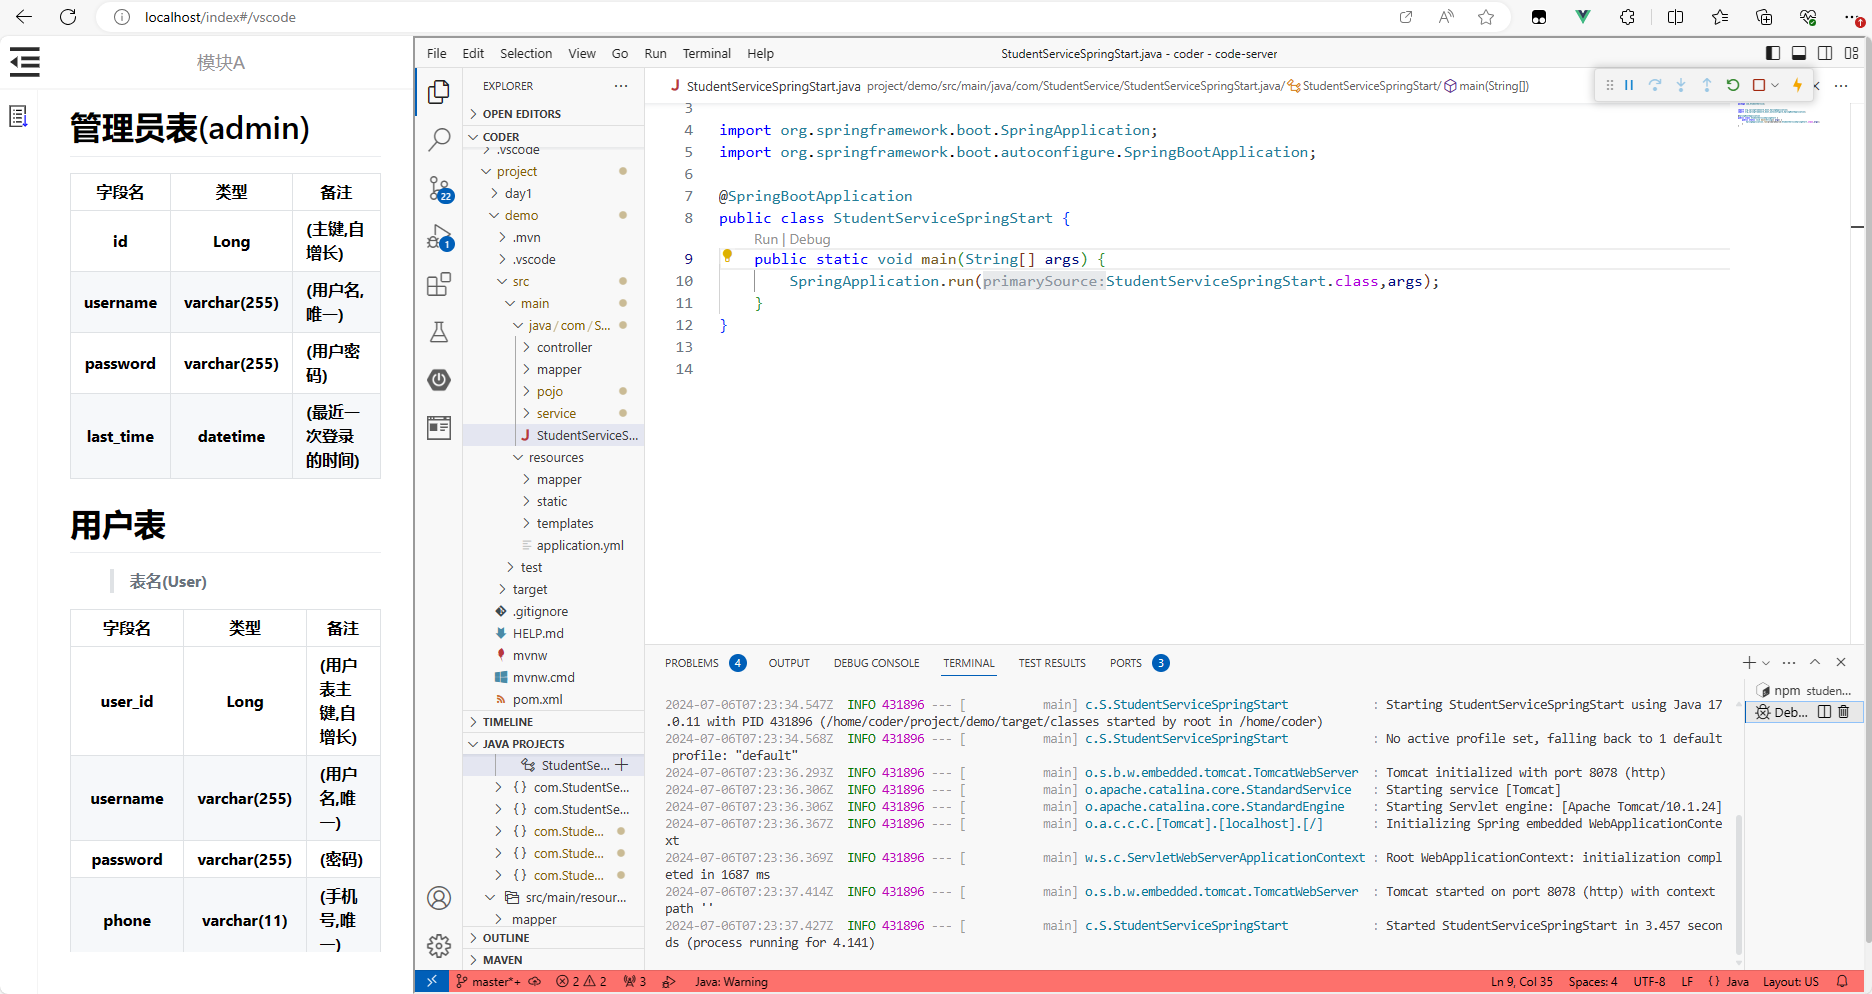 localhost/index#/vscode
模块A
管理员表(admin)
字段名 类型 备注
id Long (主键,自增长)
username varchar(255) (用户名,唯一)
password varchar(255) (用户密码)
last_time datetime (最近一次登录的时间)
用户表
表名(User)
字段名 类型 备注
user_id Long (用户表主键,自增长)
username varchar(255) (用户名,唯一)
password varchar(255) (密码)
phone varchar(11) (手机号,唯一)
File Edit Selection View Go Run Terminal Help
StudentServiceSpringStart.java - coder - code-server
EXPLORER
OPEN EDITORS
CODER
.vscode
project
day1
demo
.mvn
.vscode
src
main
java / com / S...
controller
mapper
pojo
service
StudentServiceS...
resources
mapper
static
templates
application.yml
test
target
.gitignore
HELP.md
mvnw
mvnw.cmd
pom.xml
TIMELINE
JAVA PROJECTS
StudentSe...
{} com.StudentSe...
{} com.StudentSe...
{} com.Stude...
{} com.Stude...
{} com.Stude...
src/main/resour...
mapper
OUTLINE
MAVEN
22
1
StudentServiceSpringStart.java project/demo/src/main/java/com/StudentService/StudentServiceSpringStart.java/ StudentServiceSpringStart/ main(String[])
3
4 import org.springframework.boot.SpringApplication;
5 import org.springframework.boot.autoconfigure.SpringBootApplication;
6
7 @SpringBootApplication
8 public class StudentServiceSpringStart {
Run | Debug
9 public static void main(String[] args) {
10 SpringApplication.run(primarySource:StudentServiceSpringStart.class,args);
11 }
12 }
13
14
PROBLEMS 4 OUTPUT DEBUG CONSOLE TERMINAL TEST RESULTS PORTS 3
2024-07-06T07:23:34.547Z INFO 431896 --- [ main] c.S.StudentServiceSpringStart : Starting StudentServiceSpringStart using Java 17
.0.11 with PID 431896 (/home/coder/project/demo/target/classes started by root in /home/coder)
2024-07-06T07:23:34.568Z INFO 431896 --- [ main] c.S.StudentServiceSpringStart : No active profile set, falling back to 1 default
profile: "default"
2024-07-06T07:23:36.293Z INFO 431896 --- [ main] o.s.b.w.embedded.tomcat.TomcatWebServer : Tomcat initialized with port 8078 (http)
2024-07-06T07:23:36.306Z INFO 431896 --- [ main] o.apache.catalina.core.StandardService : Starting service [Tomcat]
2024-07-06T07:23:36.306Z INFO 431896 --- [ main] o.apache.catalina.core.StandardEngine : Starting Servlet engine: [Apache Tomcat/10.1.24]
2024-07-06T07:23:36.367Z INFO 431896 --- [ main] o.a.c.c.C.[Tomcat].[localhost].[/] : Initializing Spring embedded WebApplicationConte
xt
2024-07-06T07:23:36.369Z INFO 431896 --- [ main] w.s.c.ServletWebServerApplicationContext : Root WebApplicationContext: initialization compl
eted in 1687 ms
2024-07-06T07:23:37.414Z INFO 431896 --- [ main] o.s.b.w.embedded.tomcat.TomcatWebServer : Tomcat started on port 8078 (http) with context
path ''
2024-07-06T07:23:37.427Z INFO 431896 --- [ main] c.S.StudentServiceSpringStart : Started StudentServiceSpringStart in 3.457 secon
ds (process running for 4.141)
npm studen...
Deb...
master*+ 2 2 3 Java: Warning
Ln 9, Col 35 Spaces: 4 UTF-8 LF {} Java Layout: US